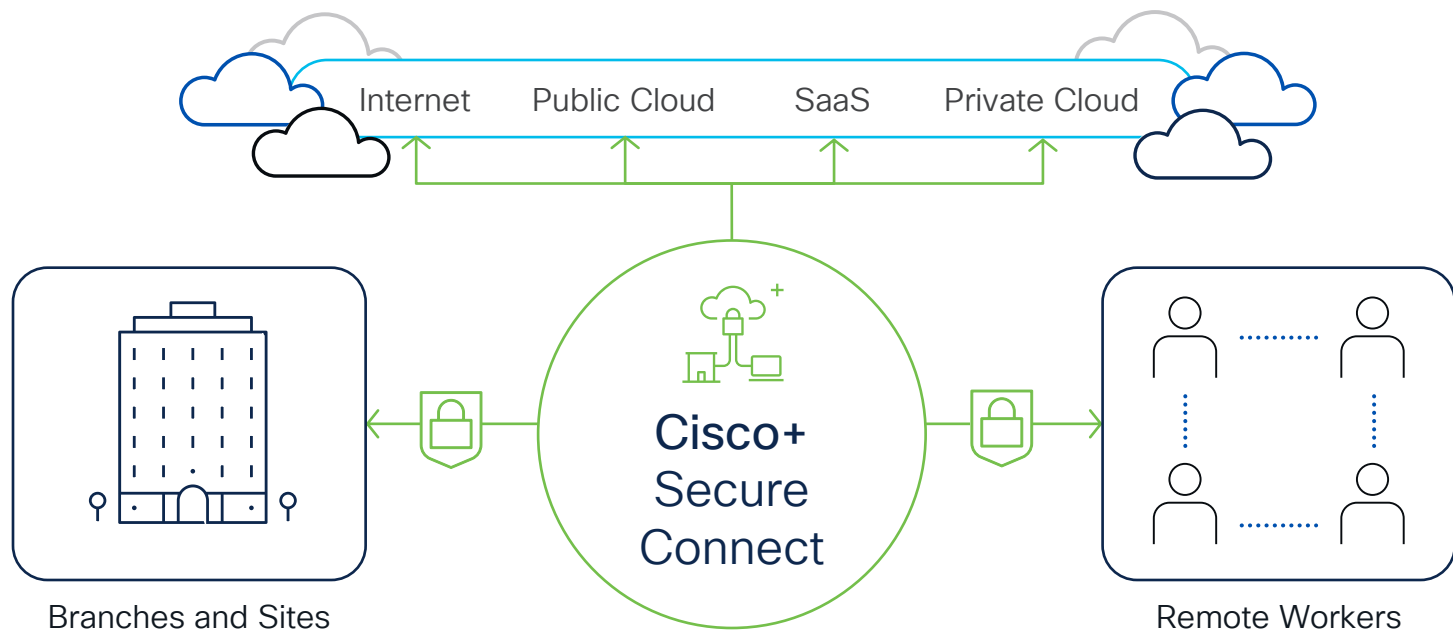 Internet Public Cloud SaaS Private Cloud
Cisco+
Secure
Connect
Branches and Sites
Remote Workers